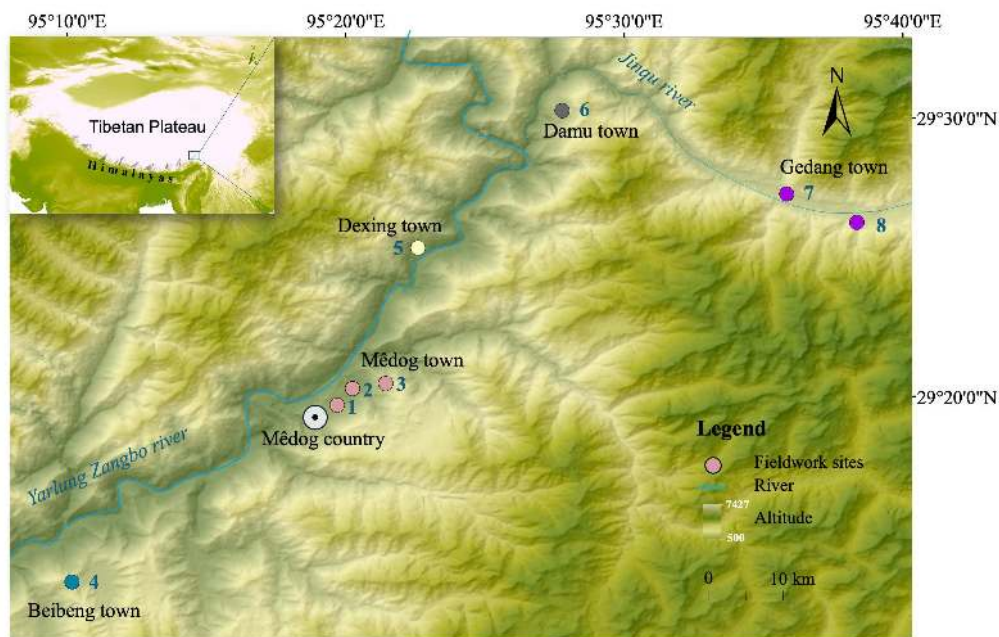 95°10'0"E
95°20'0"E
95°30'0"E
95°40'0"E
Tibetan Plateau
Himalayas
Jinqu river
N
6
Damu town
29°30'0"N
Gedang town
7
8
Dexing town
5
Mêdog town
2
3
1
29°20'0"N
Mêdog country
Yarlung Zangbo river
Legend
Fieldwork sites
River
7427
Altitude
500
0 10 km
4
Beibeng town